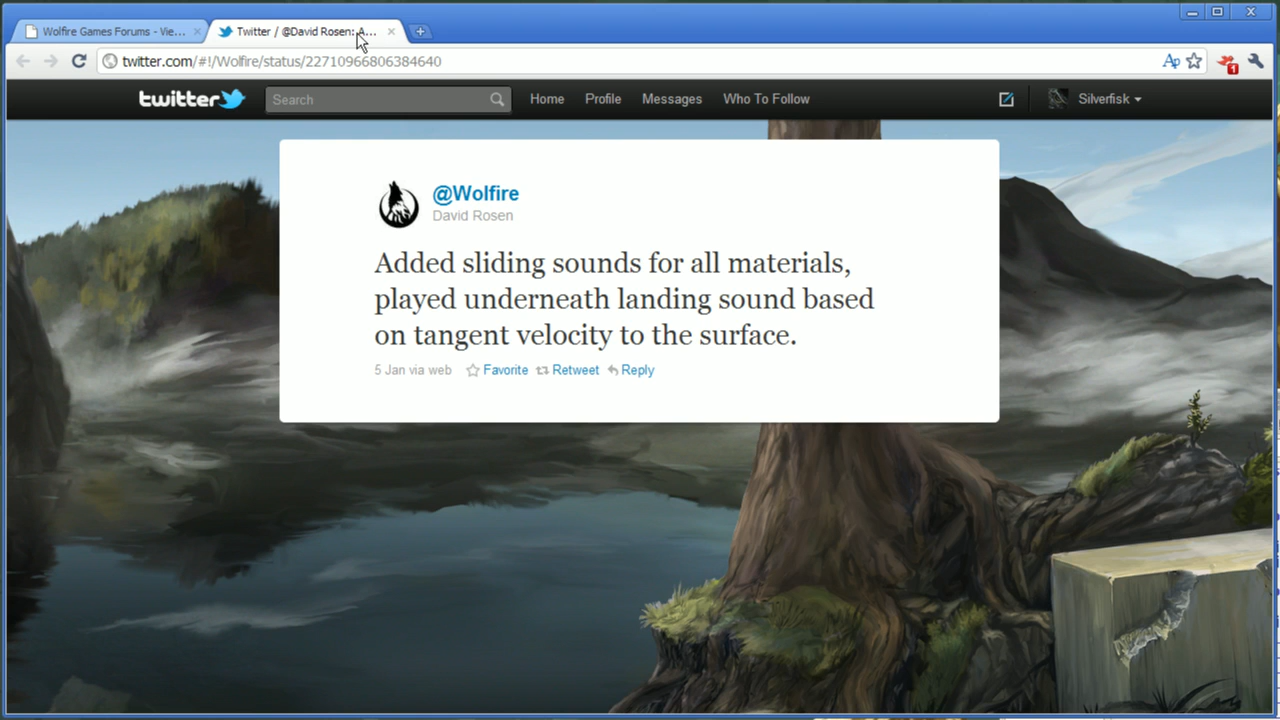 Wolfire Games Forums - Vie...
Twitter / @David Rosen: A...
twitter.com/#!/Wolfire/status/22710966806384640
1
twitter
Search
Home
Profile
Messages
Who To Follow
Silverfisk
@Wolfire
David Rosen
Added sliding sounds for all materials,
played underneath landing sound based
on tangent velocity to the surface.
5 Jan via web
Favorite
Retweet
Reply